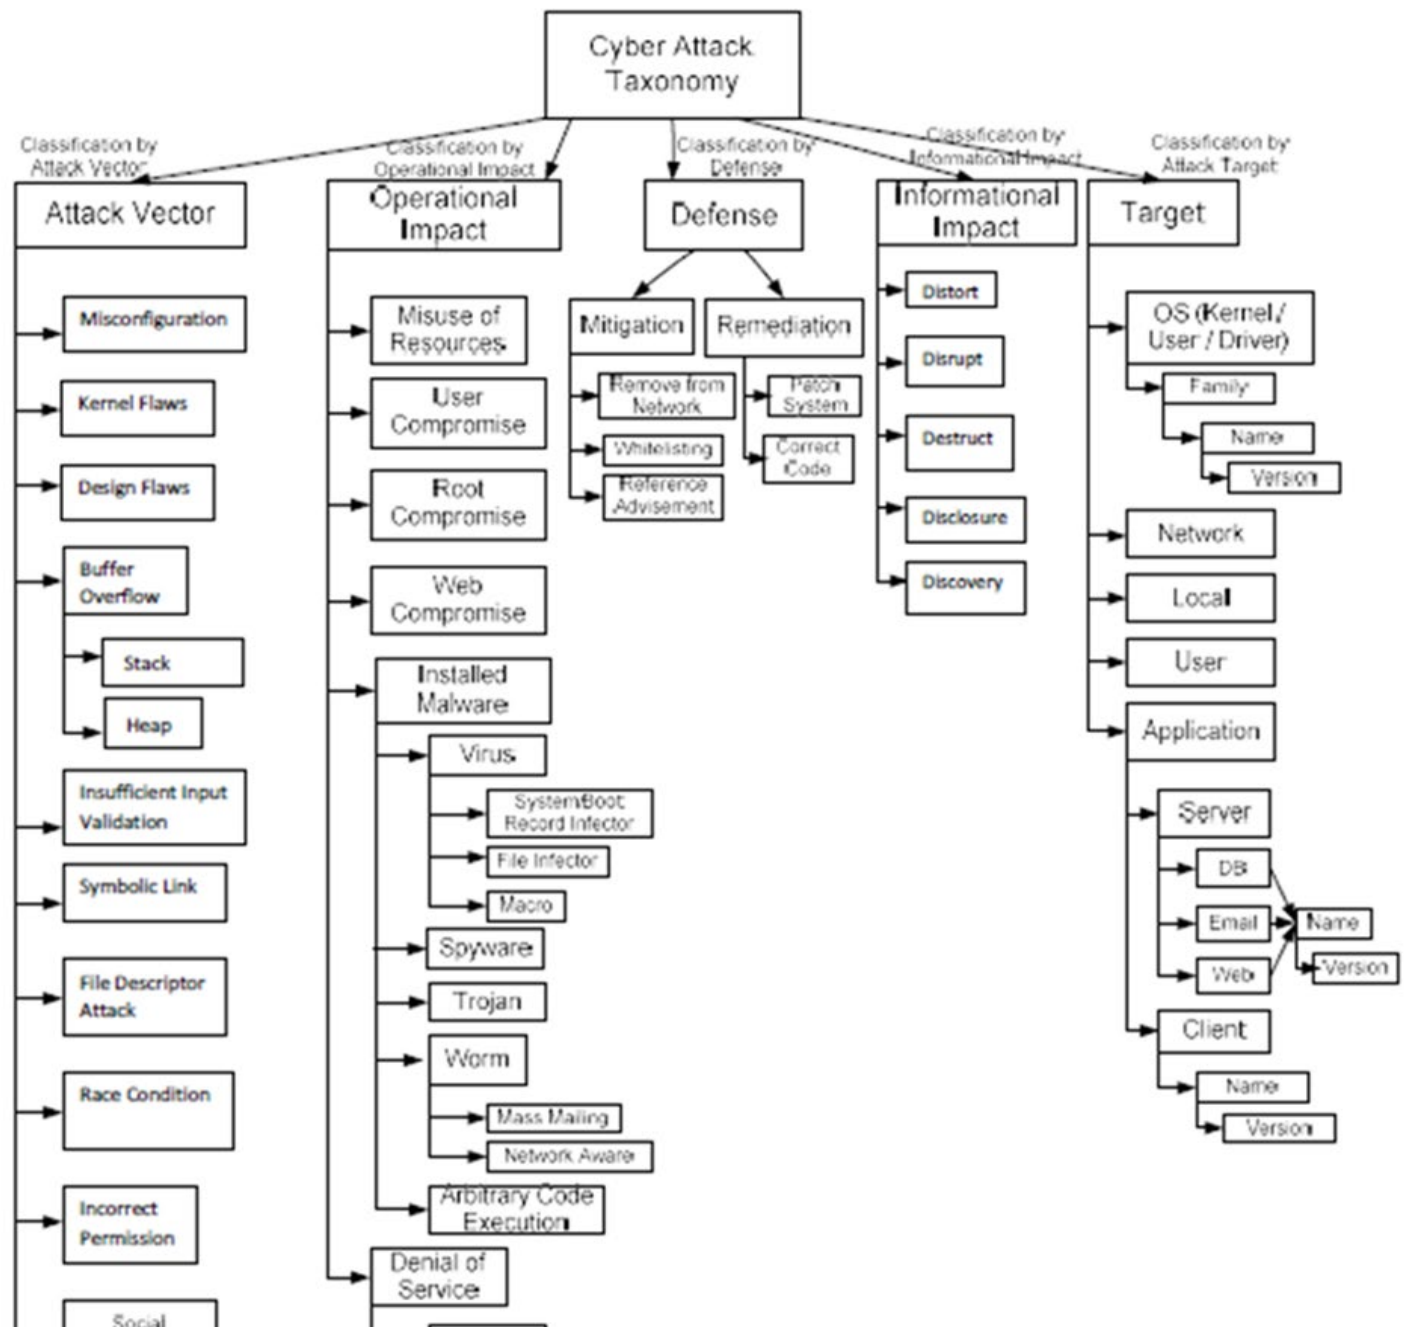 Cyber Attack
Taxonomy
Classification by
Attack Vector
Classification by
Operational Impact
Classification by
Defense
Classification by
Informational Impact
Classification by
Attack Target
Attack Vector
Misconfiguration
Kernel Flaws
Design Flaws
Buffer
Overflow
Stack
Heap
Insufficient Input
Validation
Symbolic Link
File Descriptor
Attack
Race Condition
Incorrect
Permission
Social
Operational
Impact
Misuse of
Resources
User
Compromise
Root
Compromise
Web
Compromise
Installed
Malware
Virus
System/Boot
Record Infector
File Infector
Macro
Spyware
Trojan
Worm
Mass Mailing
Network Aware
Arbitrary Code
Execution
Denial of
Service
Defense
Mitigation
Remove from
Network
Whitelisting
Reference
Advisement
Remediation
Patch
System
Correct
Code
Informational
Impact
Distort
Disrupt
Destruct
Disclosure
Discovery
Target
OS (Kernel /
User / Driver)
Family
Name
Version
Network
Local
User
Application
Server
DB
Email
Web
Name
Version
Client
Name
Version